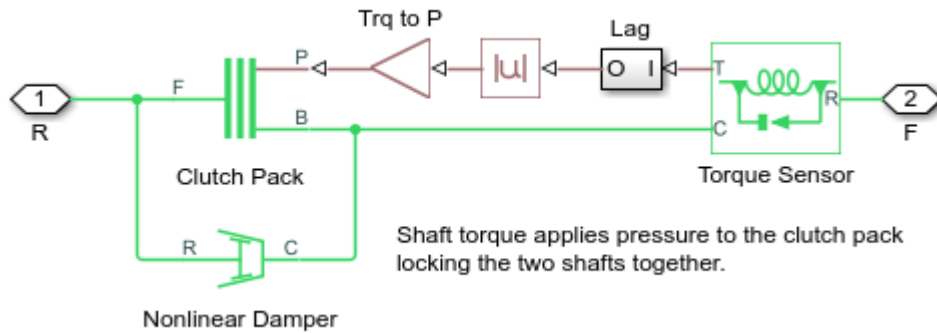 Trq to P
Lag
P
|u|
O I
T
1
F
R
2
B
C
R
F
Clutch Pack
Torque Sensor
R
C
Shaft torque applies pressure to the clutch pack
locking the two shafts together.
Nonlinear Damper